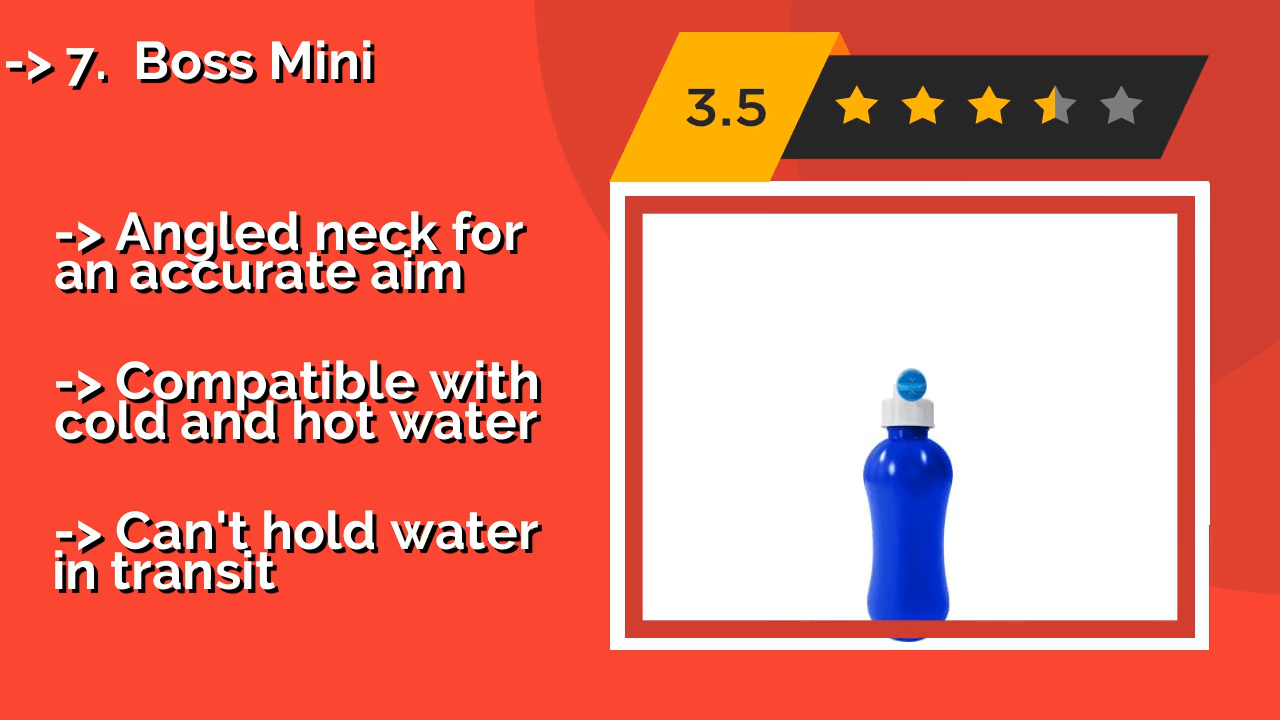 -> 7.  Boss Mini
3.5
-> Angled neck for
an accurate aim
-> Compatible with
cold and hot water
-> Can't hold water
in transit